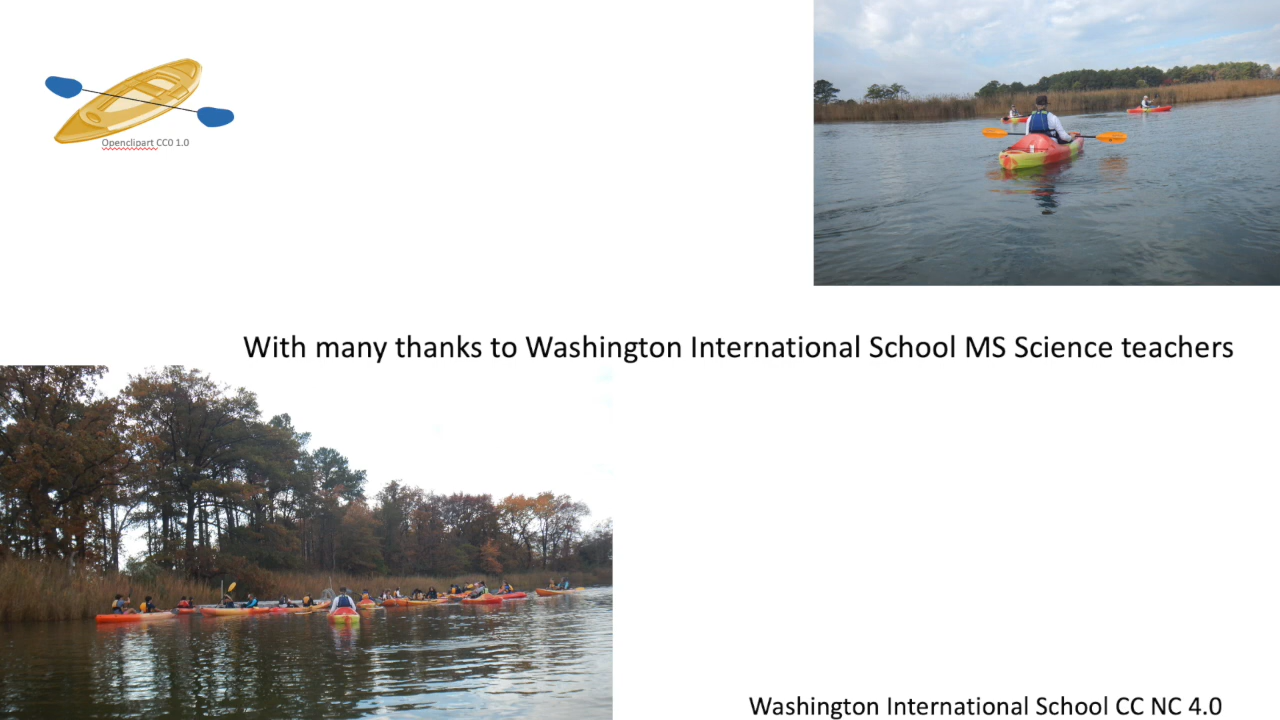 Openclipart CC0 1.0
With many thanks to Washington International School MS Science teachers
Washington International School CC NC 4.0